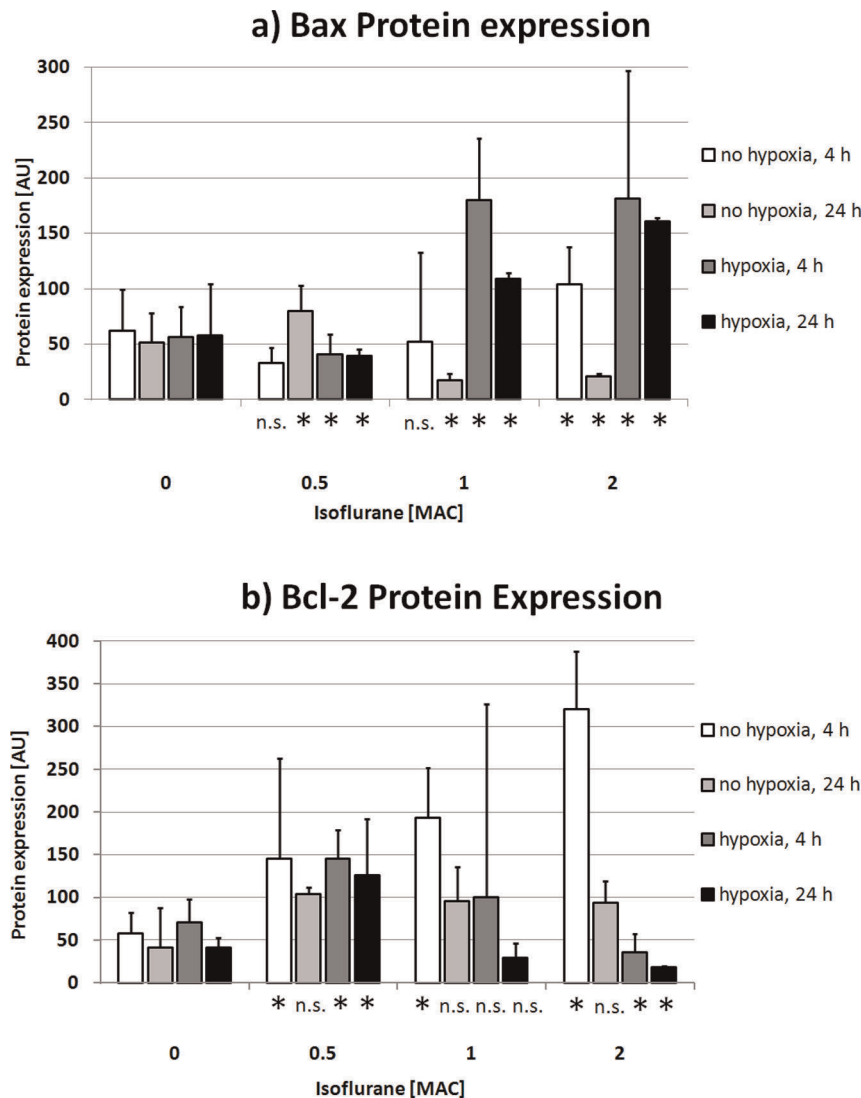 a) Bax Protein expression
Protein expression [AU]
300
250
200
150
100
50
0
n.s. * * *
n.s. * * *
* * * *
0 0.5 1 2
Isoflurane [MAC]
no hypoxia, 4 h
no hypoxia, 24 h
hypoxia, 4 h
hypoxia, 24 h
b) Bcl-2 Protein Expression
Protein expression [AU]
400
350
300
250
200
150
100
50
0
* n.s. * *
* n.s. n.s. n.s.
* n.s. * *
0 0.5 1 2
Isoflurane [MAC]
no hypoxia, 4 h
no hypoxia, 24 h
hypoxia, 4 h
hypoxia, 24 h